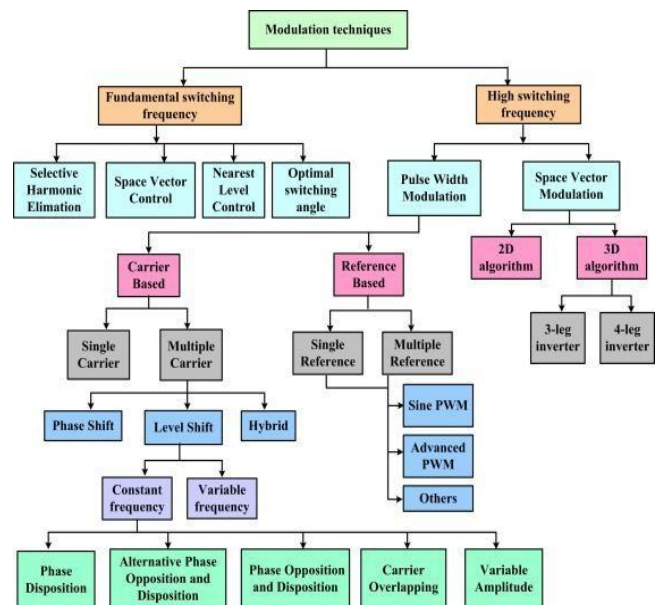 Modulation techniques
Fundamental switching
frequency
High switching
frequency
Selective
Harmonic
Elimation
Space Vector
Control
Nearest
Level
Control
Optimal
switching
angle
Pulse Width
Modulation
Space Vector
Modulation
Carrier
Based
Reference
Based
2D
algorithm
3D
algorithm
Single
Carrier
Multiple
Carrier
Single
Reference
Multiple
Reference
3-leg
inverter
4-leg
inverter
Phase Shift
Level Shift
Hybrid
Sine PWM
Advanced
PWM
Others
Constant
frequency
Variable
frequency
Phase
Disposition
Alternative Phase
Opposition and
Disposition
Phase Opposition
and Disposition
Carrier
Overlapping
Variable
Amplitude